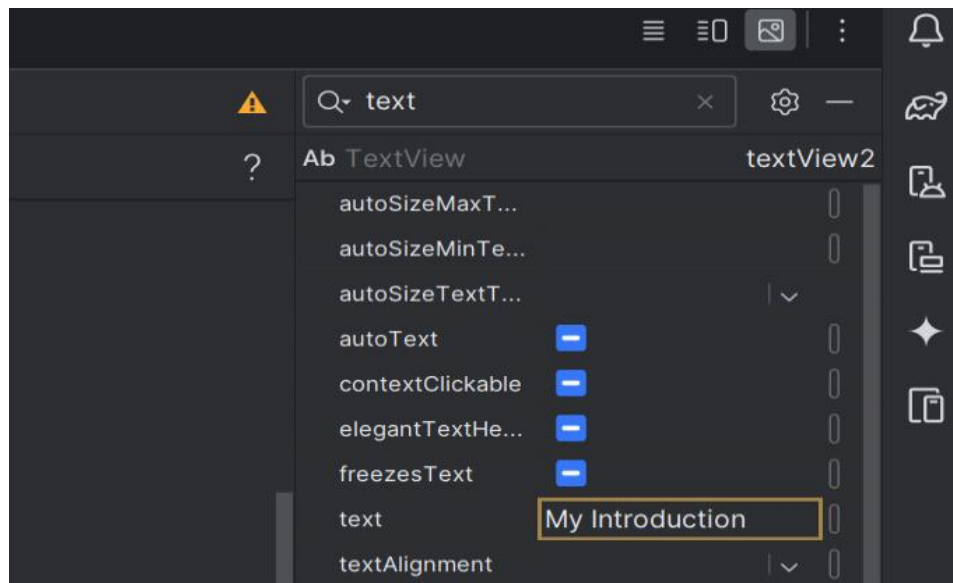 text
Ab TextView textView2
autoSizeMaxT...
autoSizeMinTe...
autoSizeTextT...
autoText
contextClickable
elegantTextHe...
freezesText
text My Introduction
textAlignment
?